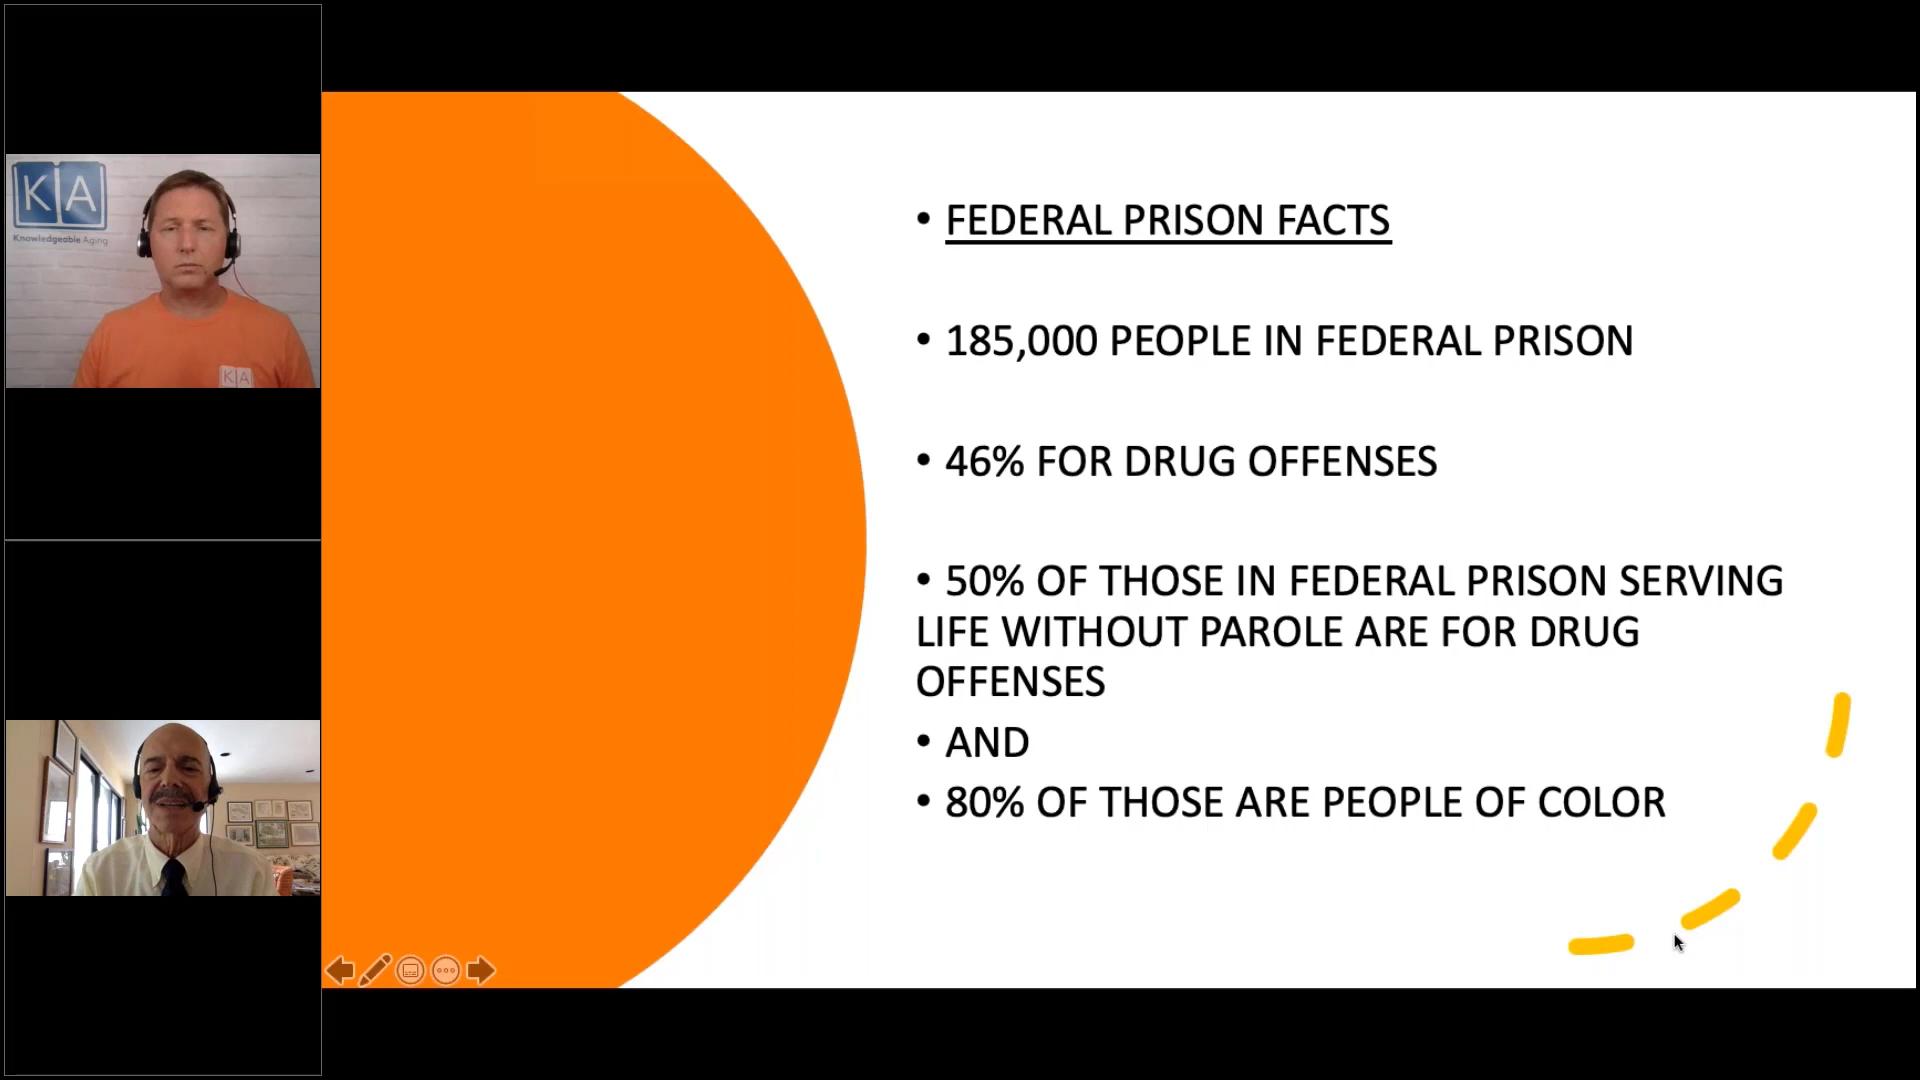 K A
Knowledgeable Aging
KA
• FEDERAL PRISON FACTS
• 185,000 PEOPLE IN FEDERAL PRISON
• 46% FOR DRUG OFFENSES
• 50% OF THOSE IN FEDERAL PRISON SERVING
LIFE WITHOUT PAROLE ARE FOR DRUG
OFFENSES
• AND
• 80% OF THOSE ARE PEOPLE OF COLOR